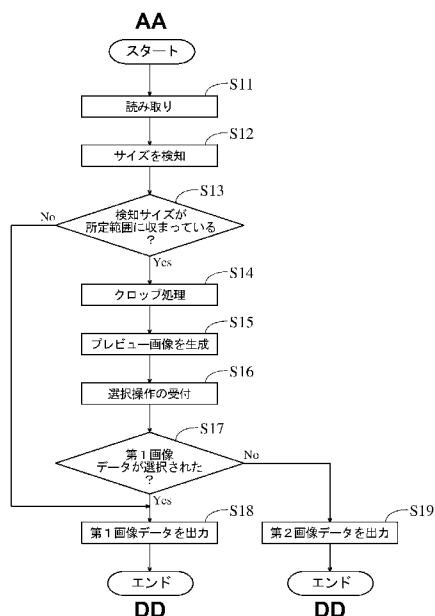 AA
スタート
S11
読み取り
S12
サイズを検知
S13
No
検知サイズが
所定範囲に収まっている
?
Yes
S14
クロップ処理
S15
プレビュー画像を生成
S16
選択操作の受付
S17
第1画像
データが選択された
?
No
Yes
S18
第1画像データを出力
S19
第2画像データを出力
エンド
エンド
DD
DD